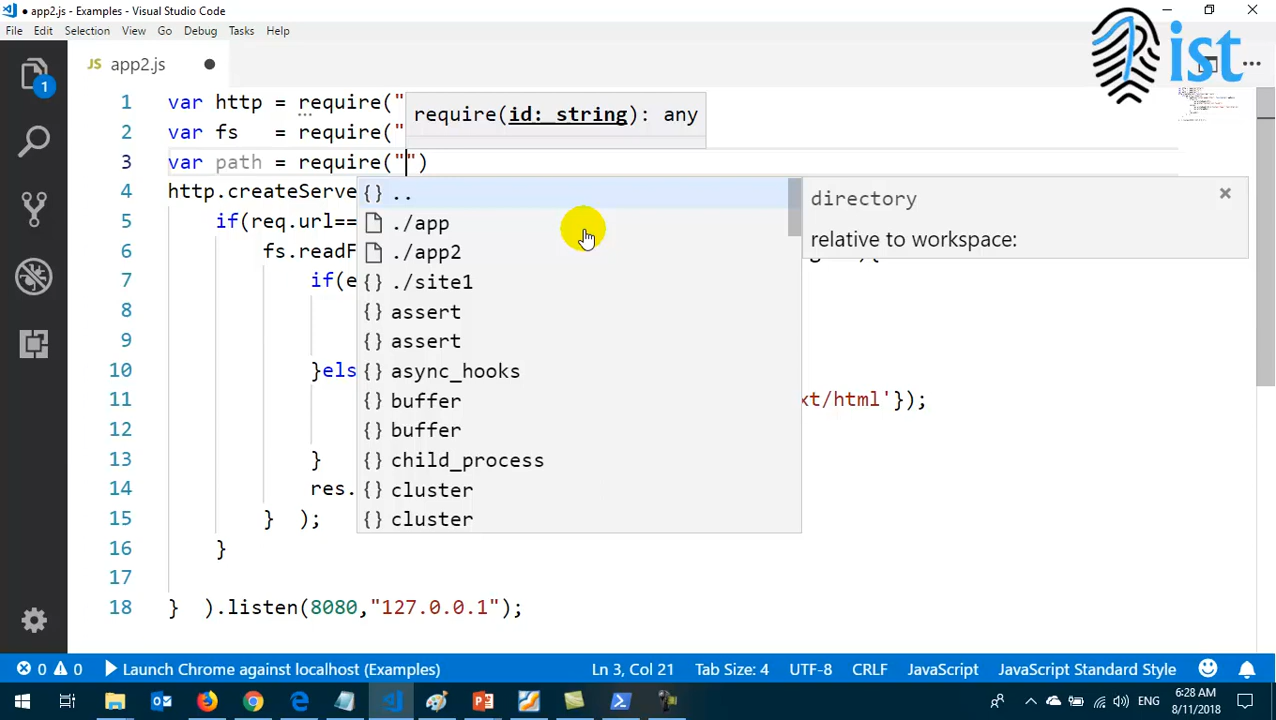 app2.js - Examples - Visual Studio Code
File Edit Selection View Go Debug Tasks Help
ist
1
JS app2.js
1 var http = require("
require(id: string): any
2 var fs = require("
3 var path = require("")
4 http.createServe
5 if(req.url==
6 fs.readF
7 if(e
8
9
10 }els
11 xt/html'});
12
13 }
14 res.
15 } );
16 }
17
18 } ).listen(8080,"127.0.0.1");
{} ..
./app
./app2
{} ./site1
{} assert
{} assert
{} async_hooks
{} buffer
{} buffer
{} child_process
{} cluster
{} cluster
directory
relative to workspace:
0 0 Launch Chrome against localhost (Examples) Ln 3, Col 21 Tab Size: 4 UTF-8 CRLF JavaScript JavaScript Standard Style
ENG 6:28 AM
8/11/2018